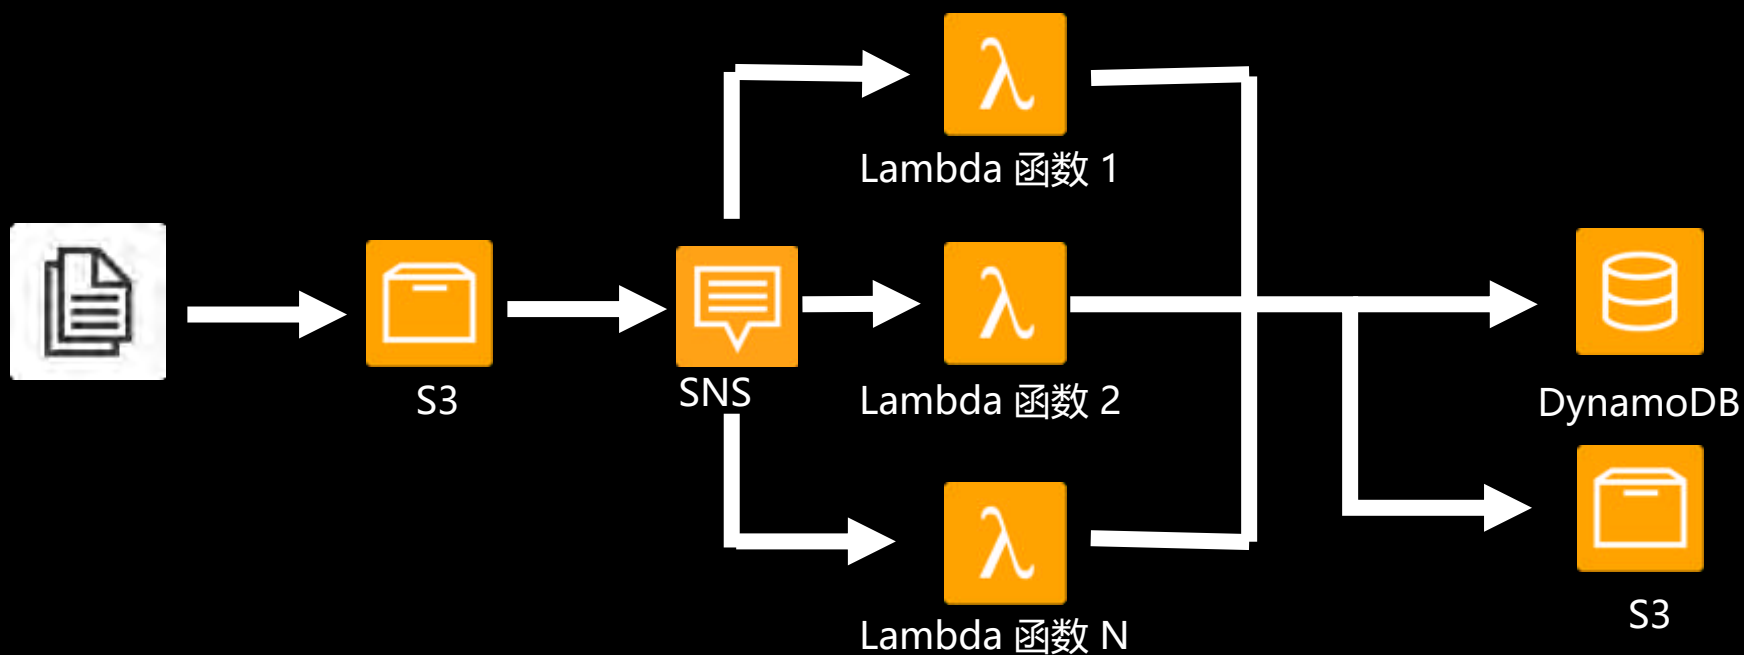 Lambda 函数 1
S3
SNS
Lambda 函数 2
DynamoDB
S3
Lambda 函数 N